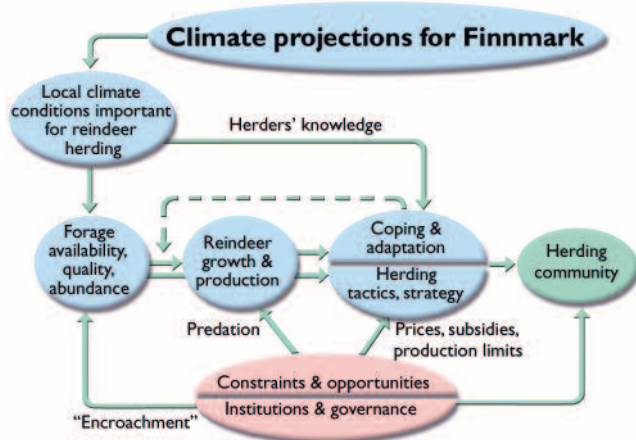 Climate projections for Finnmark
Local climate
conditions important
for reindeer
herding
Herders' knowledge
Forage
availability,
quality,
abundance
Reindeer
growth &
production
Coping &
adaptation
Herding
tactics, strategy
Herding
community
Predation
Prices, subsidies,
production limits
Constraints & opportunities
Institutions & governance
"Encroachment"